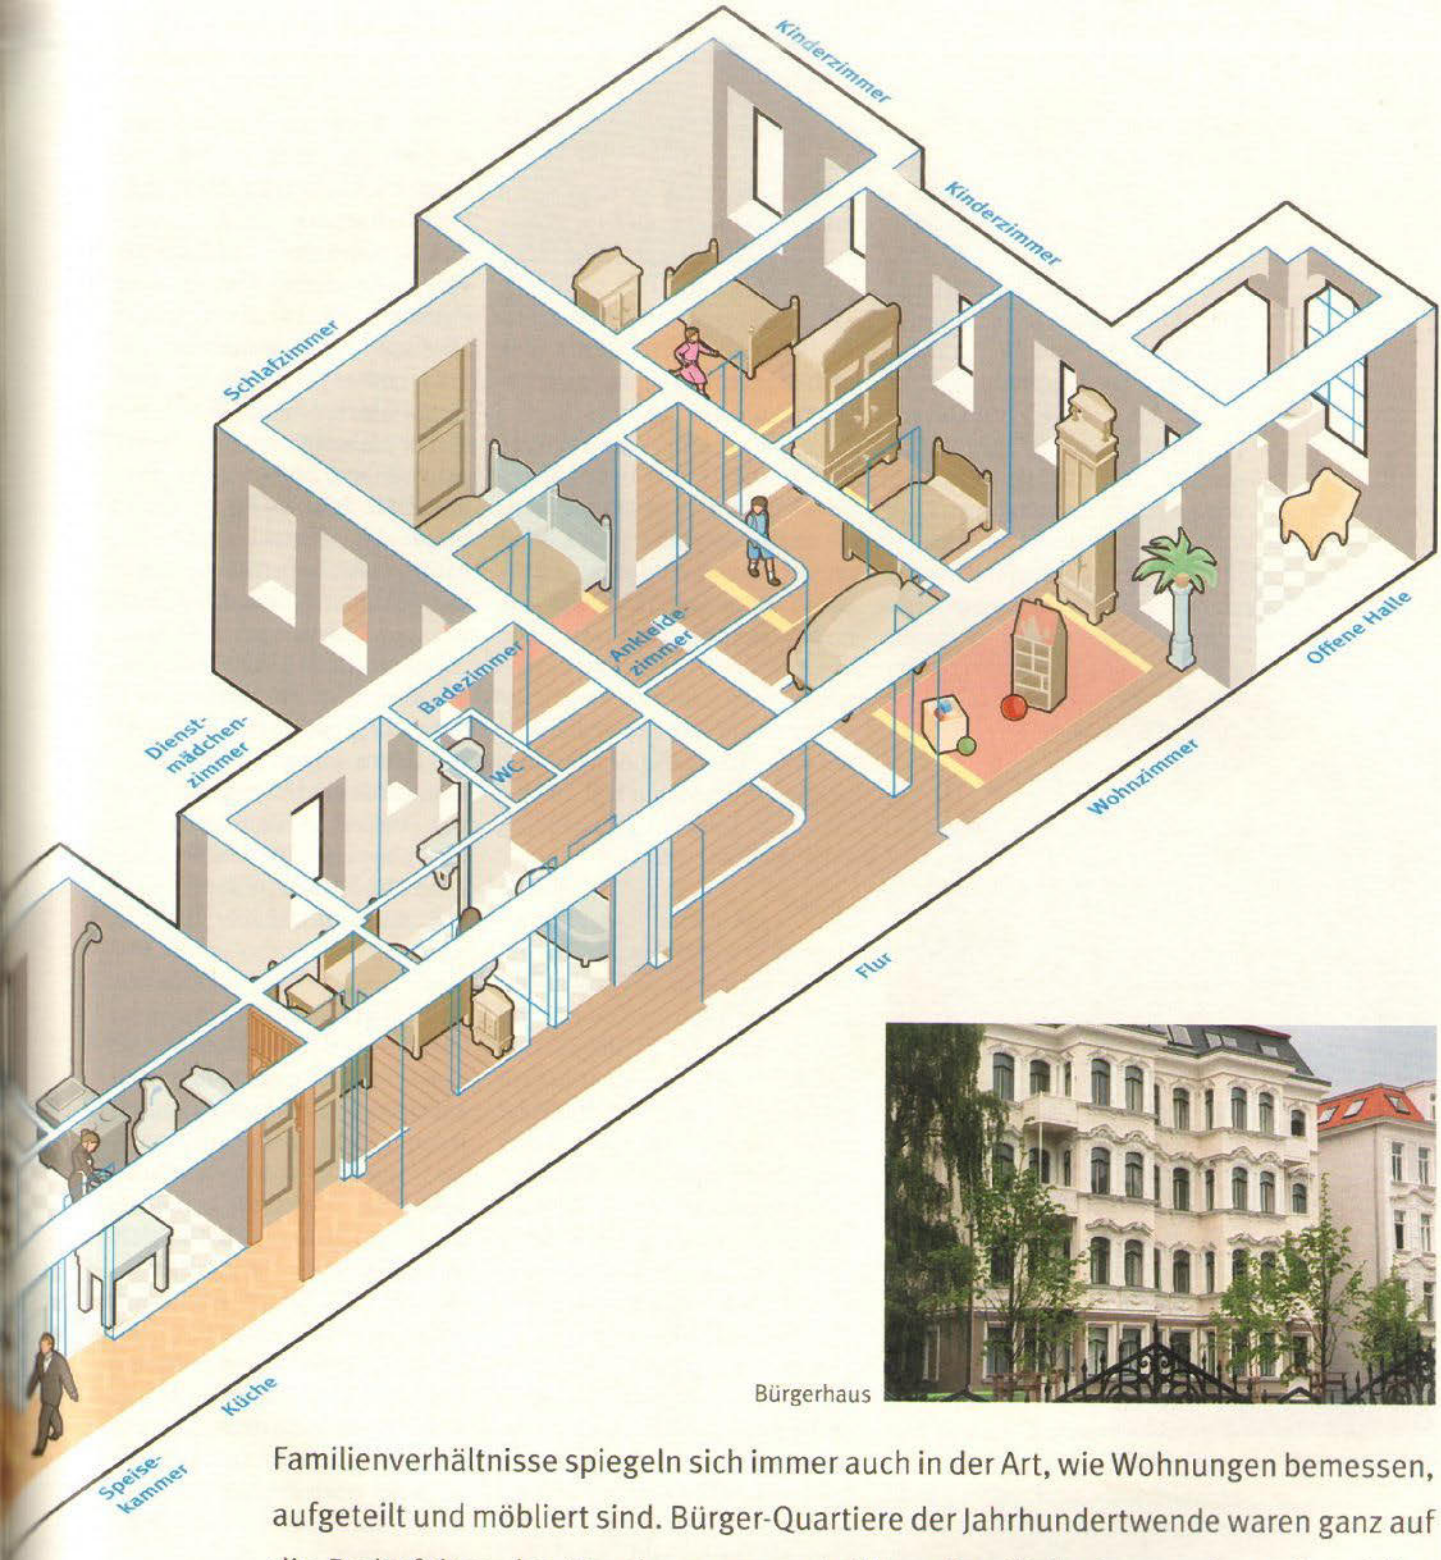 Kinderzimmer
Kinderzimmer
Schlafzimmer
Ankleide-
zimmer
Badezimmer
WC
Dienst-
mädchen-
zimmer
Offene Halle
Wohnzimmer
Flur
Küche
Speise-
kammer
Bürgerhaus
Familienverhältnisse spiegeln sich immer auch in der Art, wie Wohnungen bemessen,
aufgeteilt und möbliert sind. Bürger-Quartiere der Jahrhundertwende waren ganz auf